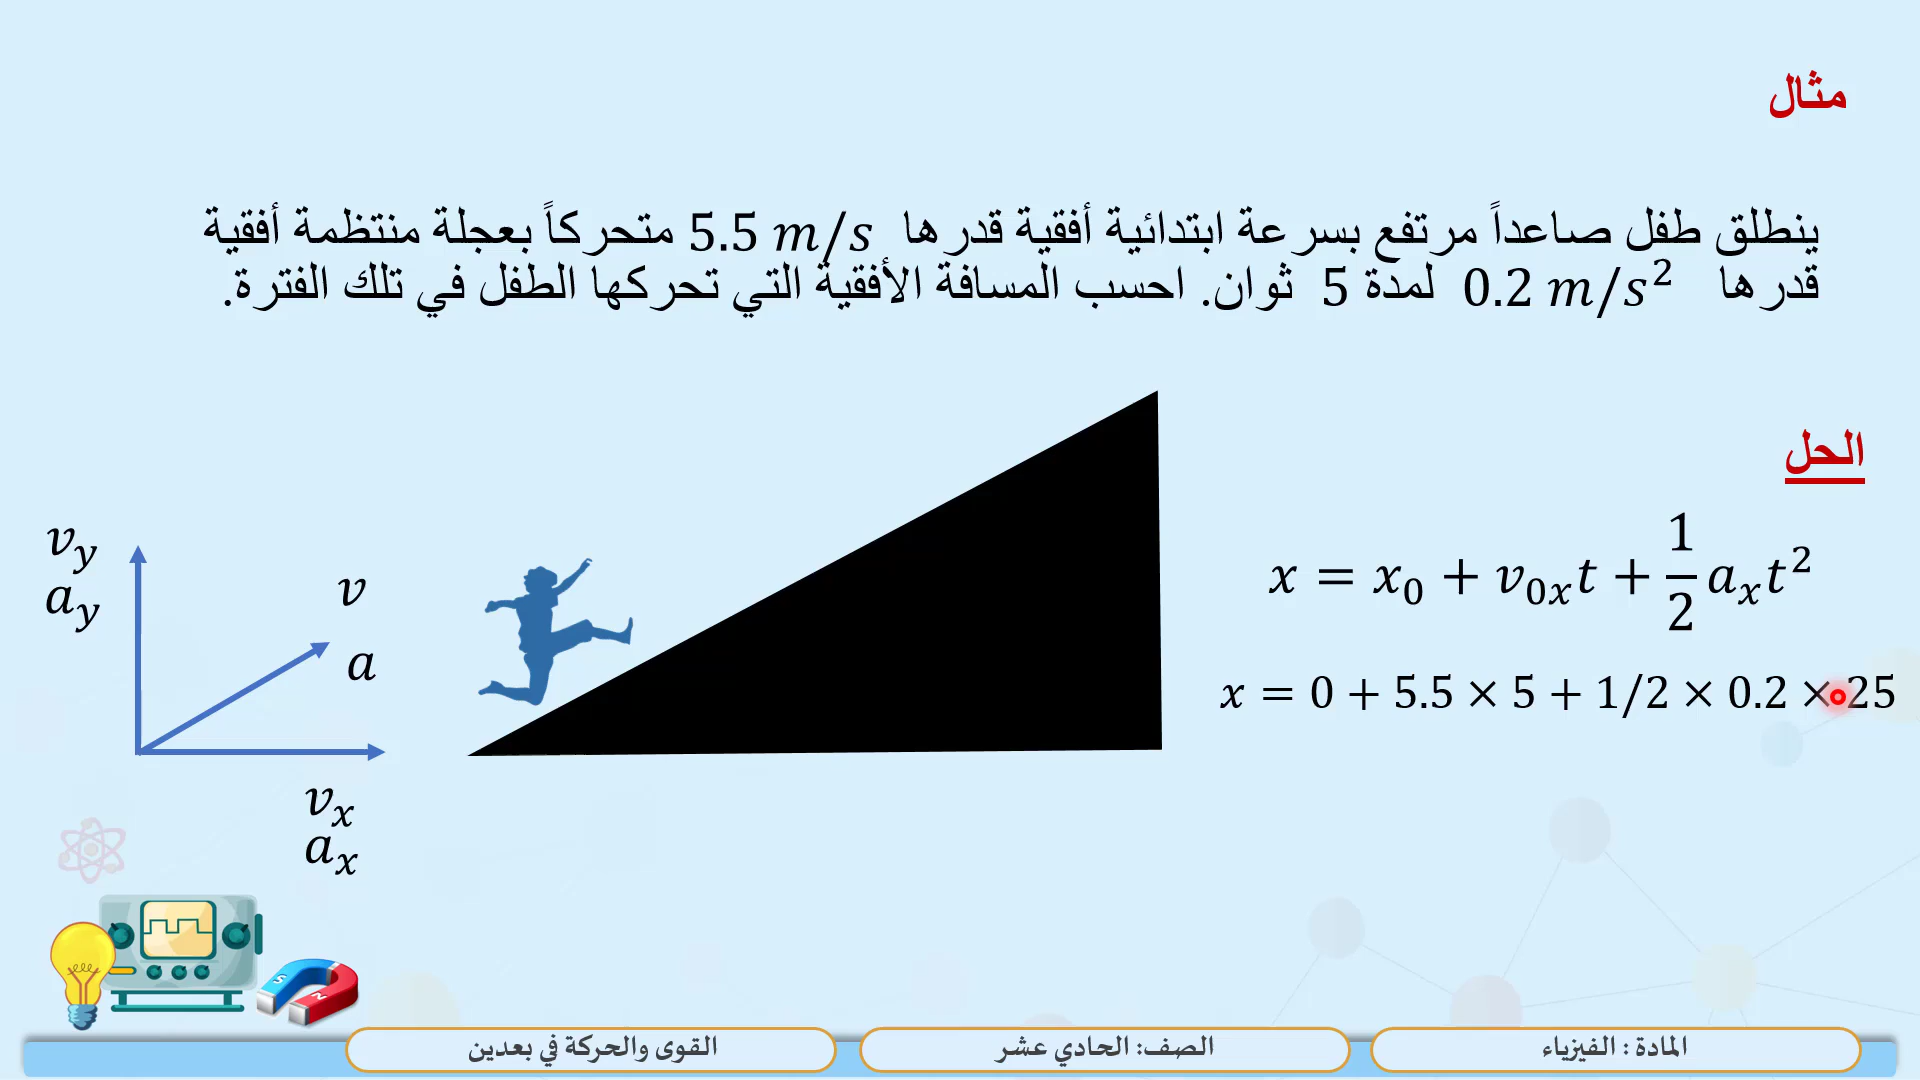 مثال
ينطلق طفل صاعداً مرتفع بسرعة ابتدائية أفقية قدرها 5.5 m/s متحركاً بعجلة منتظمة أفقية
قدرها 0.2 m/s² لمدة 5 ثوان. احسب المسافة الأفقية التي تحركها الطفل في تلك الفترة.
الحل
x = x₀ + v₀ₓt + 1/2 aₓt²
x = 0 + 5.5 × 5 + 1/2 × 0.2 × 25
v_y
a_y
v
a
vₓ
aₓ
S
N
المادة : الفيزياء
الصف: الحادي عشر
القوى والحركة في بعدين